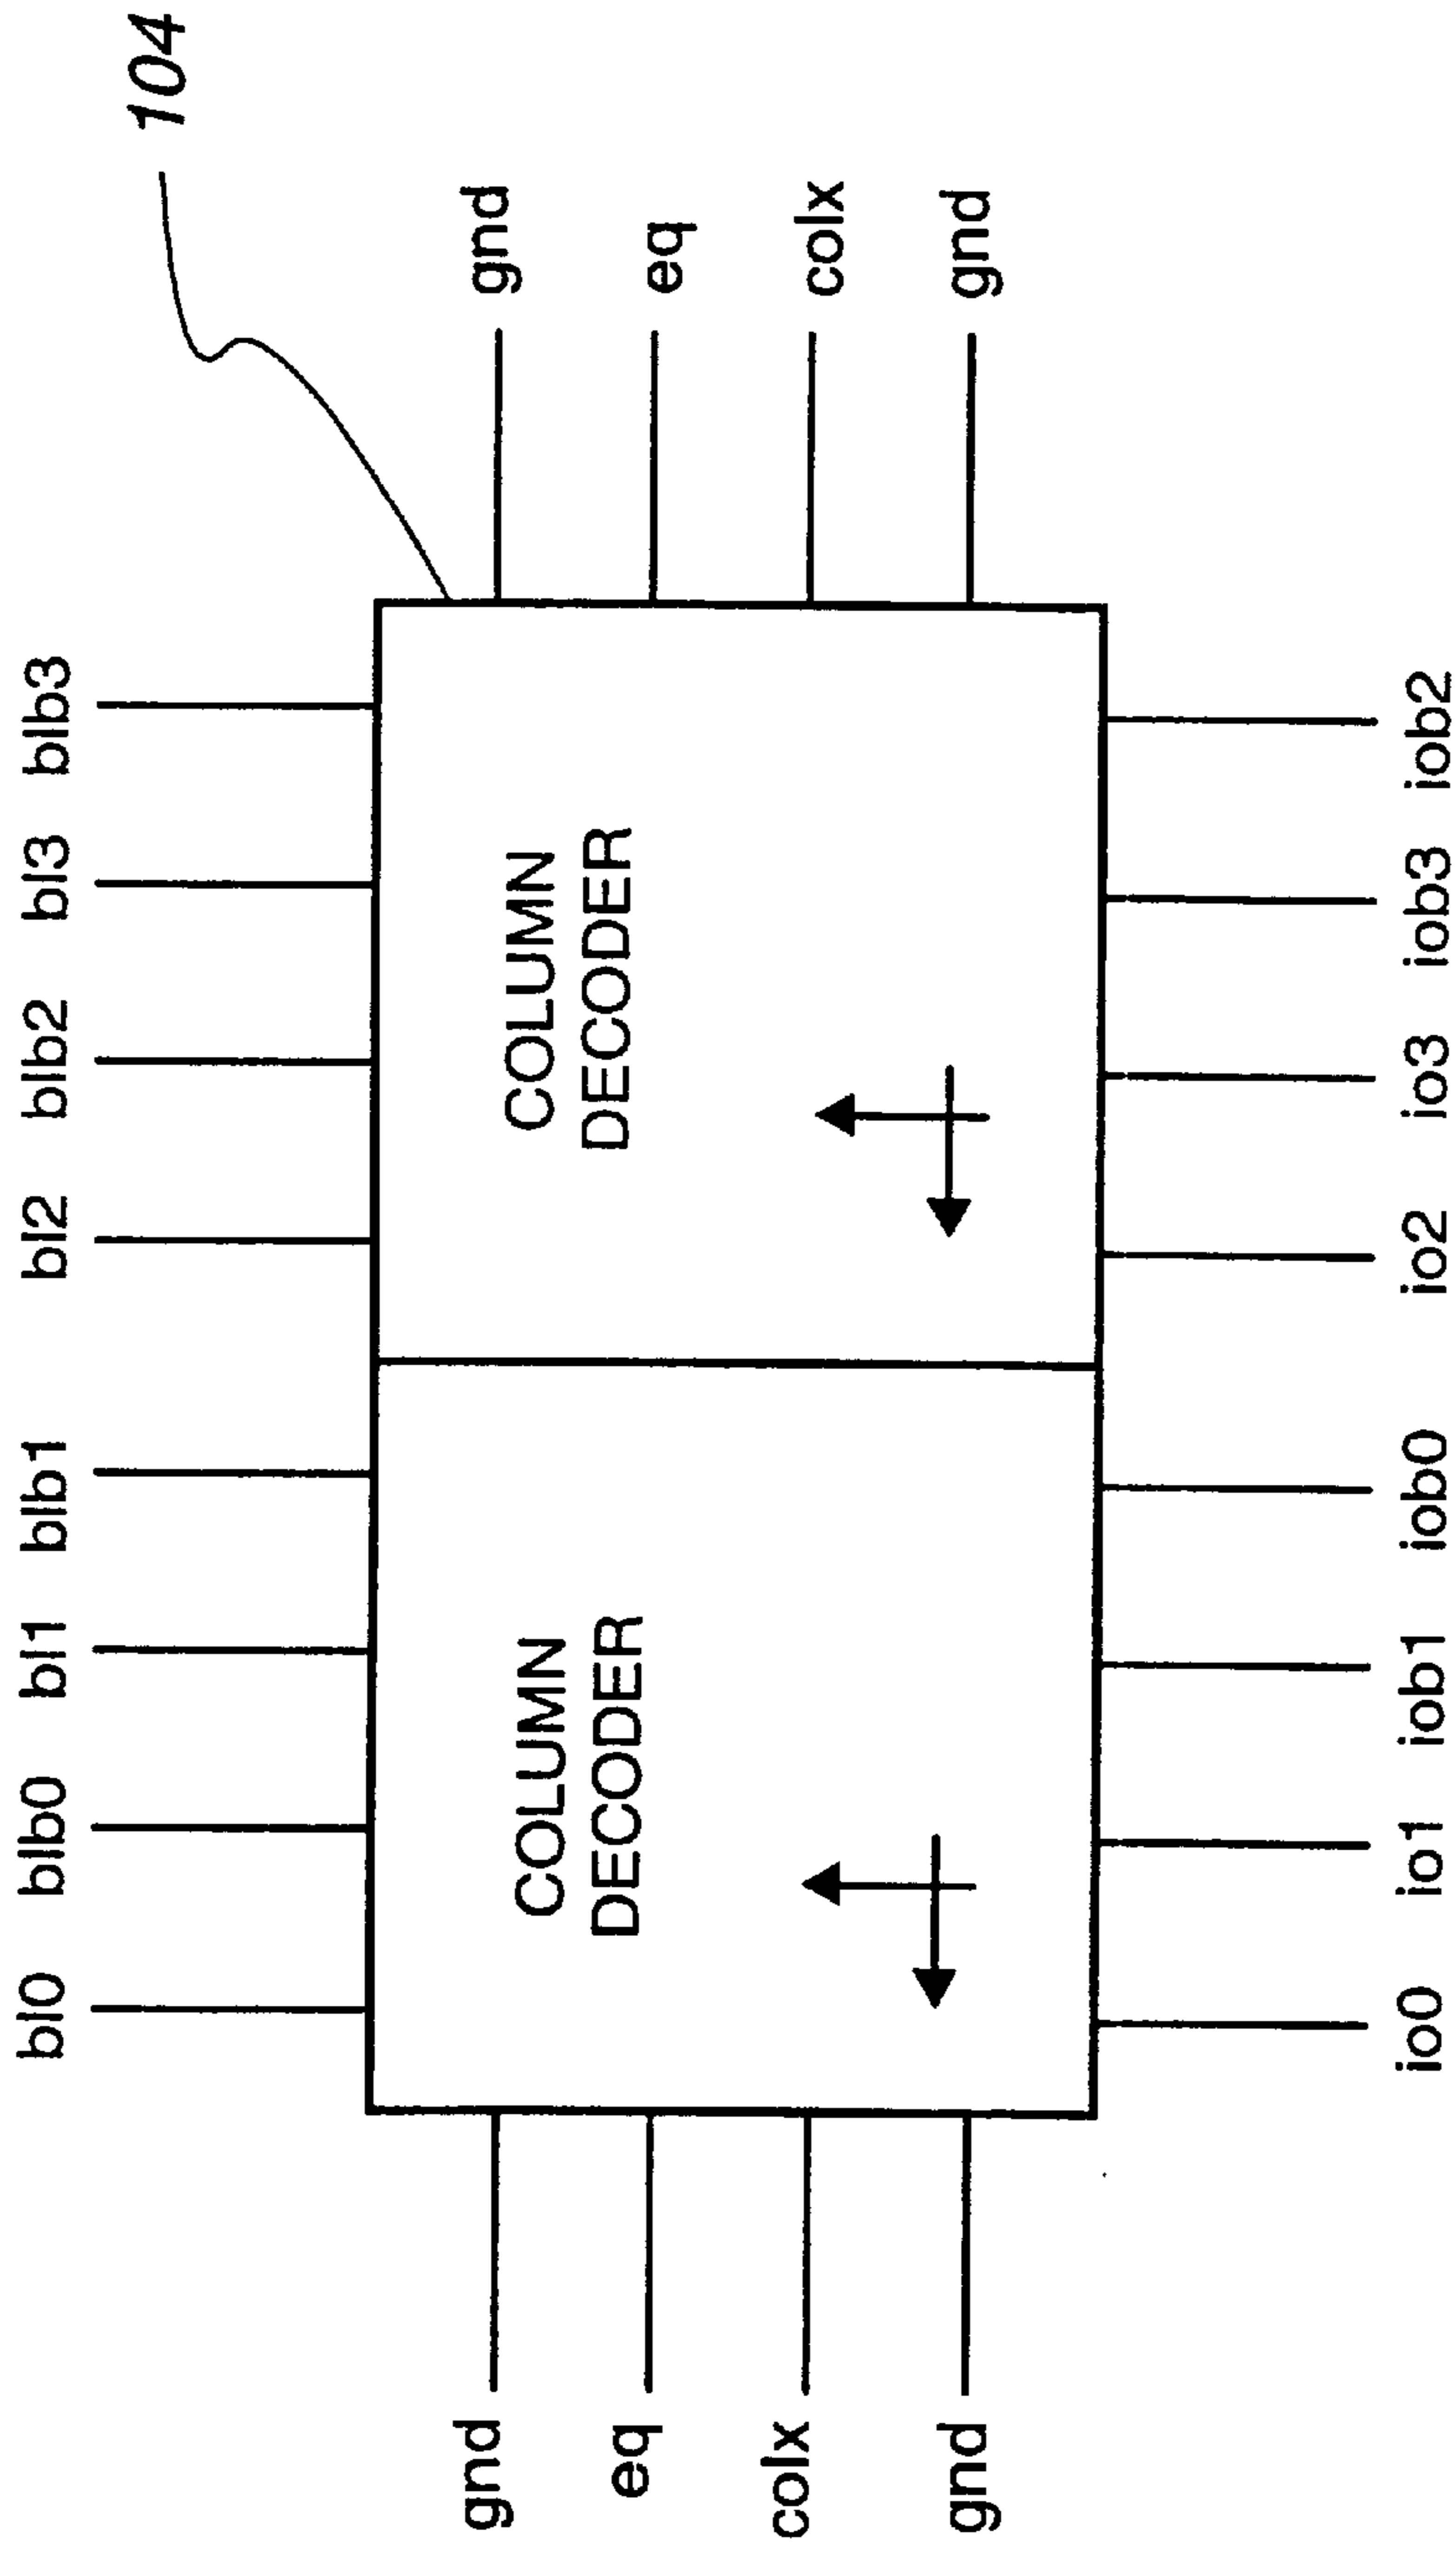 104
bl0 blb0 bl1 blb1 bl2 blb2 bl3 blb3
gnd
eq
colx
gnd
COLUMN
DECODER
COLUMN
DECODER
gnd
eq
colx
gnd
io0 io1 iob1 iob0 io2 io3 iob3 iob2